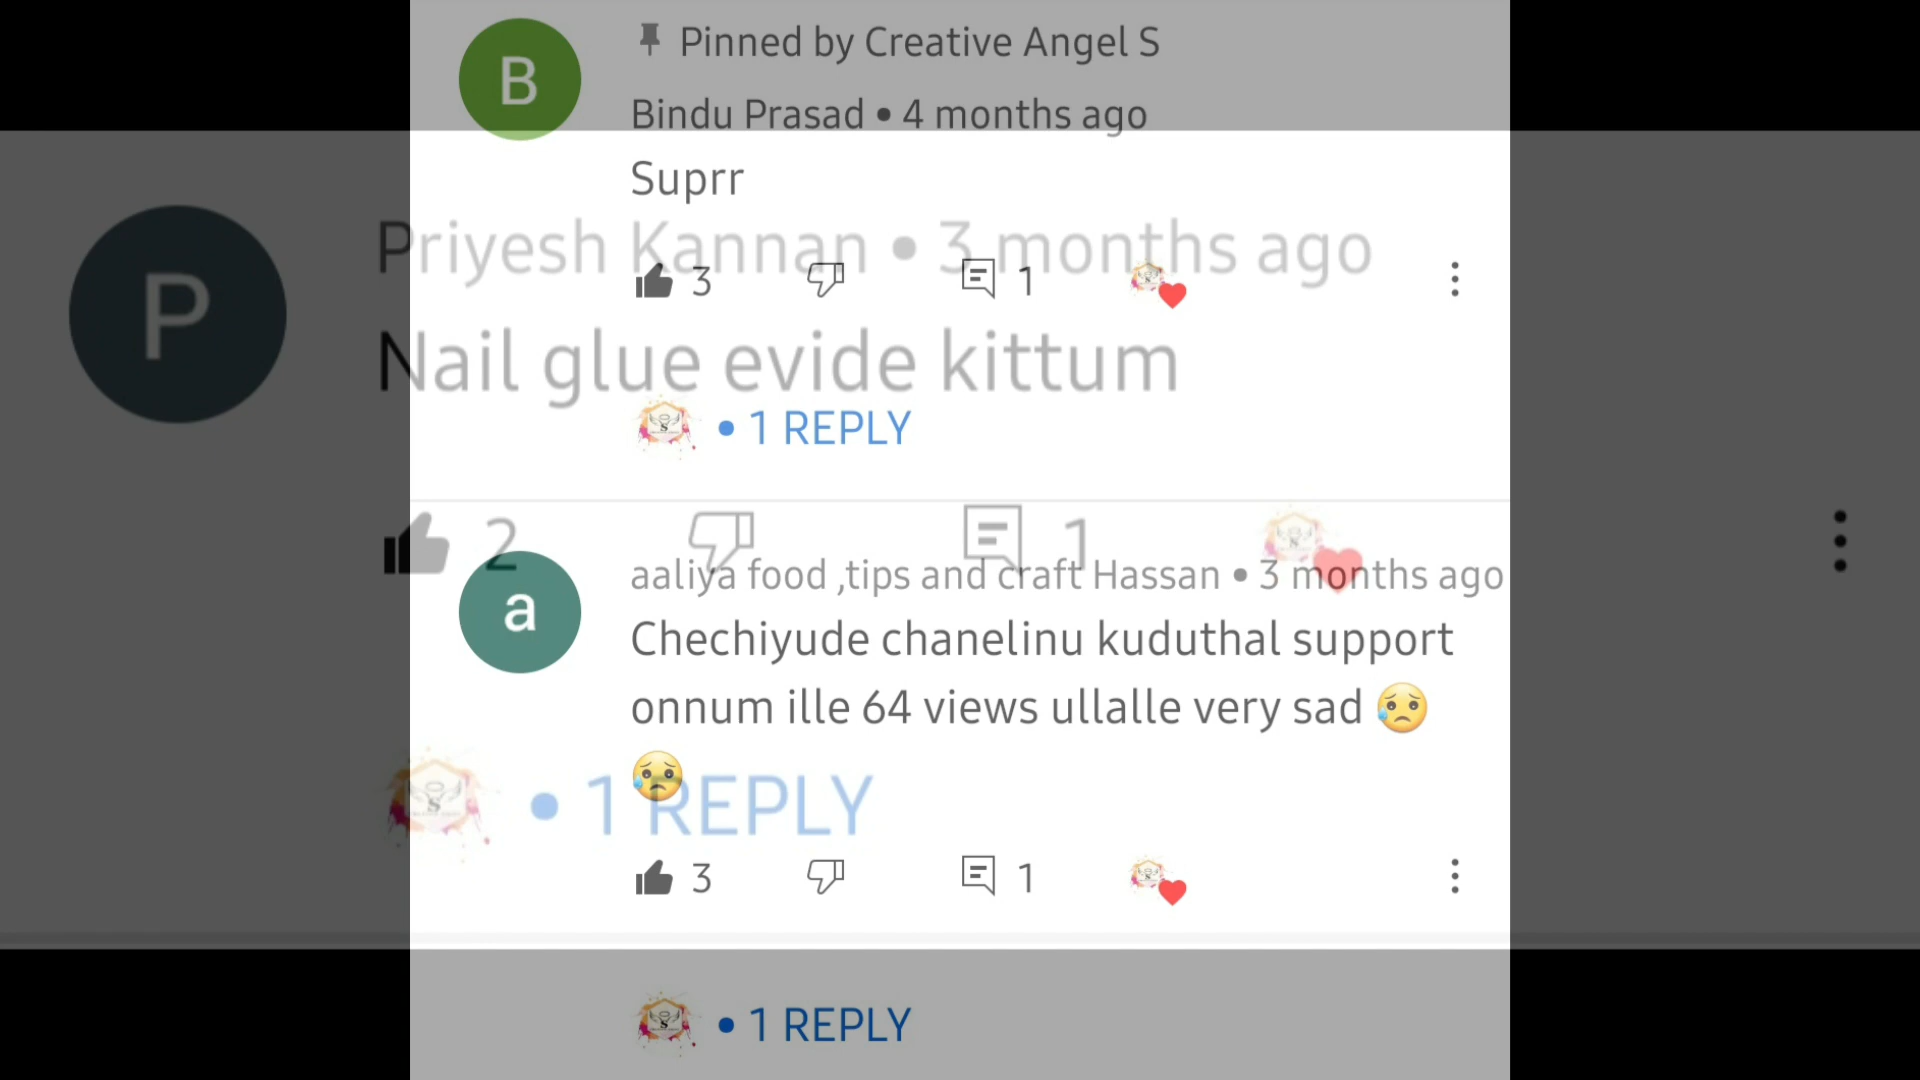 B
Pinned by Creative Angel S
Bindu Prasad • 4 months ago
Suprr
P
Priyesh Kannan • 3 months ago
3
1
Nail glue evide kittum
• 1 REPLY
2
1
a
aaliya food ,tips and craft Hassan • 3 months ago
Chechiyude chanelinu kuduthal support
onnum ille 64 views ullalle very sad 😥
😥
• 1 REPLY
3
1
• 1 REPLY